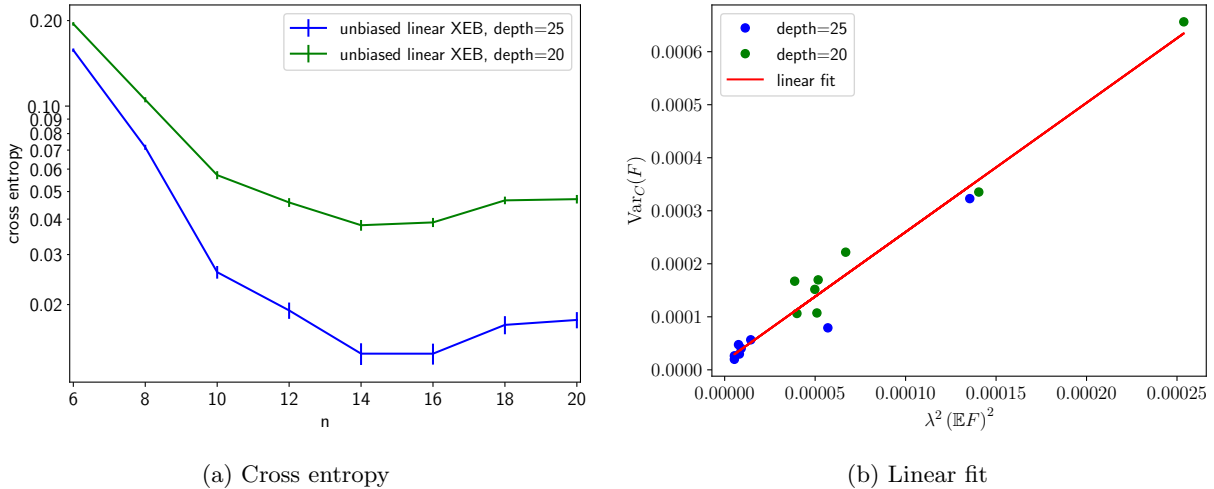 0.20
0.10
0.09
0.08
0.07
0.06
0.05
0.04
0.03
0.02
cross entropy
6
8
10
12
14
16
18
20
n
unbiased linear XEB, depth=25
unbiased linear XEB, depth=20
(a) Cross entropy
0.0006
0.0005
0.0004
0.0003
0.0002
0.0001
0.0000
Var_C(F)
0.00000
0.00005
0.00010
0.00015
0.00020
0.00025
λ² (𝔼F)²
depth=25
depth=20
linear fit
(b) Linear fit